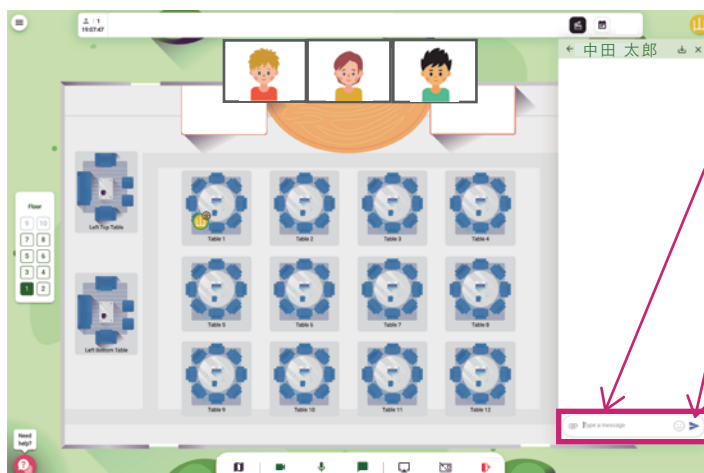 1
19:07:47
中田 太郎
Floor
9 10
7 8
5 6
3 4
1 2
Left Top Table
Table 1
Table 2
Table 3
Table 4
Left Bottom Table
Table 5
Table 6
Table 7
Table 8
Table 9
Table 10
Table 11
Table 12
Type a message
Need
help?